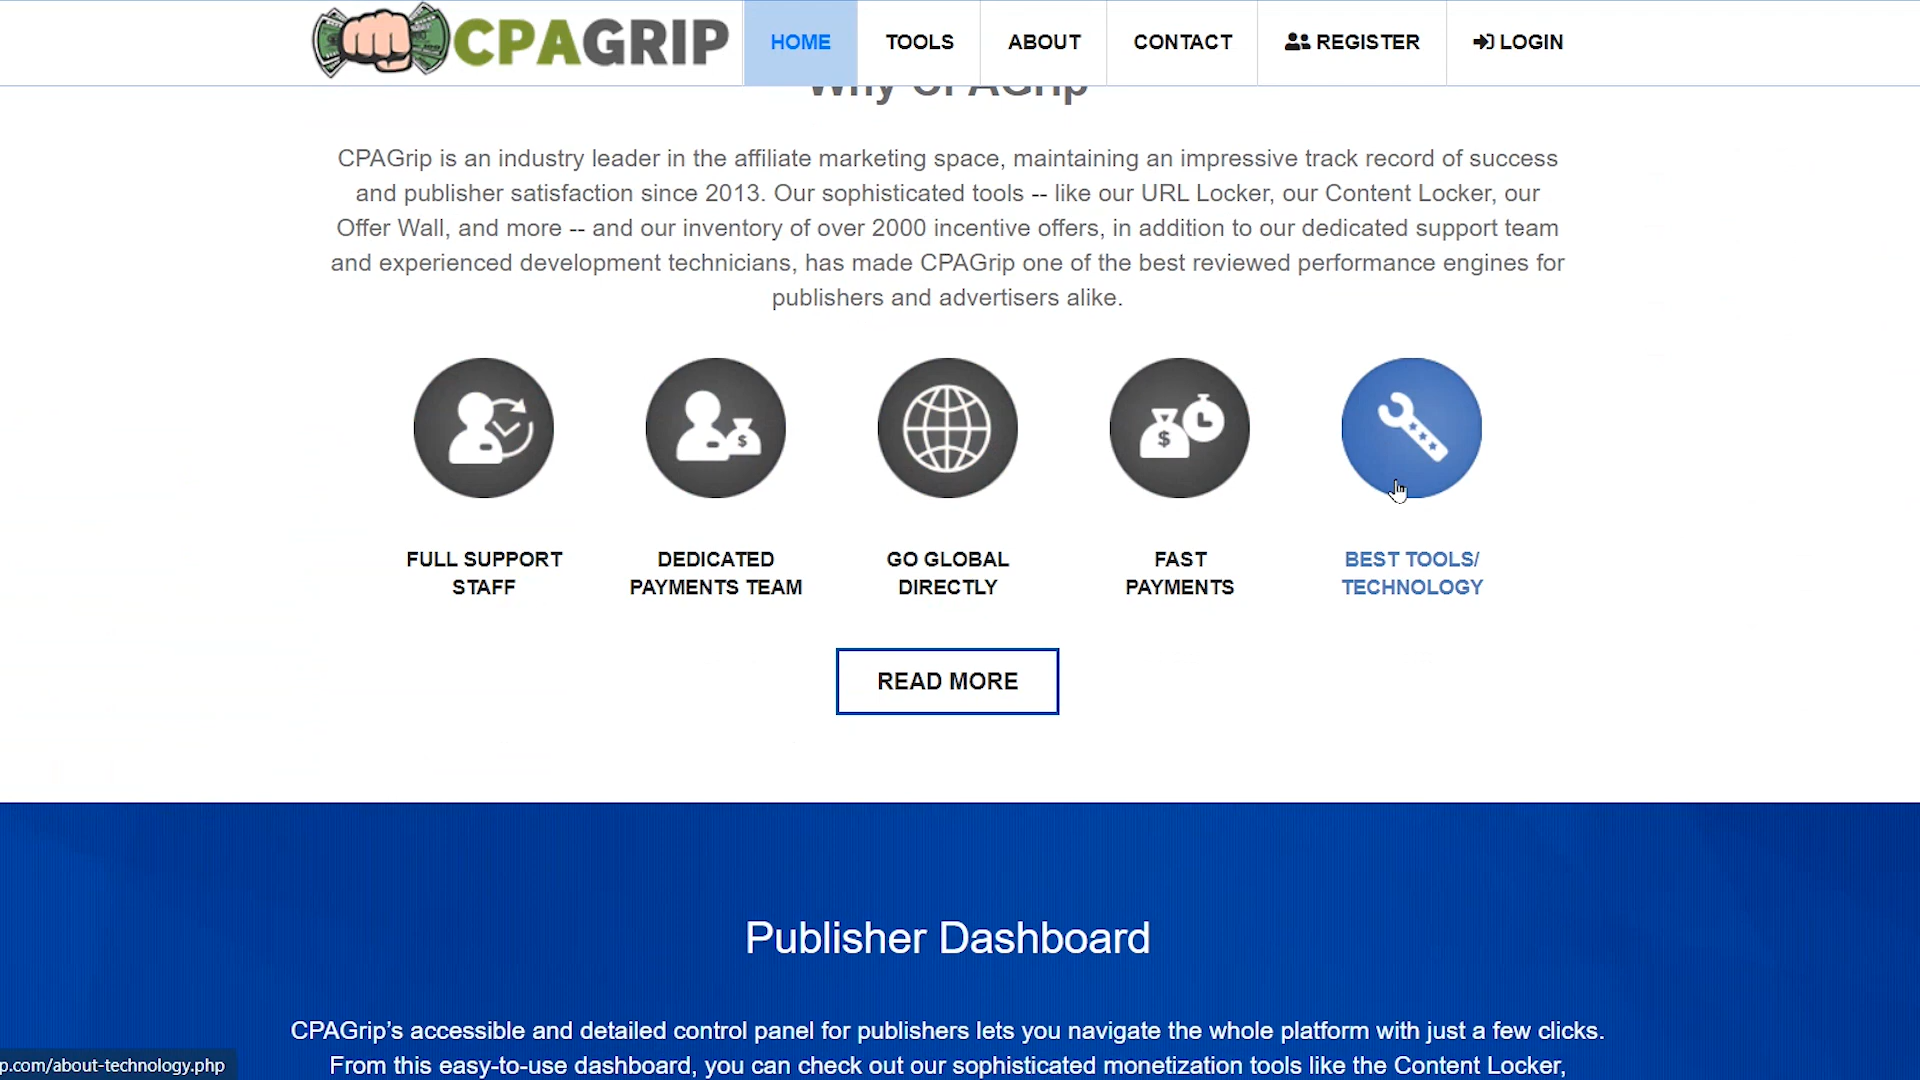 CPAGRIP
HOME
TOOLS
ABOUT
CONTACT
REGISTER
LOGIN
Why CPAGrip
CPAGrip is an industry leader in the affiliate marketing space, maintaining an impressive track record of success
and publisher satisfaction since 2013. Our sophisticated tools -- like our URL Locker, our Content Locker, our
Offer Wall, and more -- and our inventory of over 2000 incentive offers, in addition to our dedicated support team
and experienced development technicians, has made CPAGrip one of the best reviewed performance engines for
publishers and advertisers alike.
FULL SUPPORT
STAFF
DEDICATED
PAYMENTS TEAM
GO GLOBAL
DIRECTLY
FAST
PAYMENTS
BEST TOOLS/
TECHNOLOGY
READ MORE
Publisher Dashboard
CPAGrip’s accessible and detailed control panel for publishers lets you navigate the whole platform with just a few clicks.
From this easy-to-use dashboard, you can check out our sophisticated monetization tools like the Content Locker,
p.com/about-technology.php